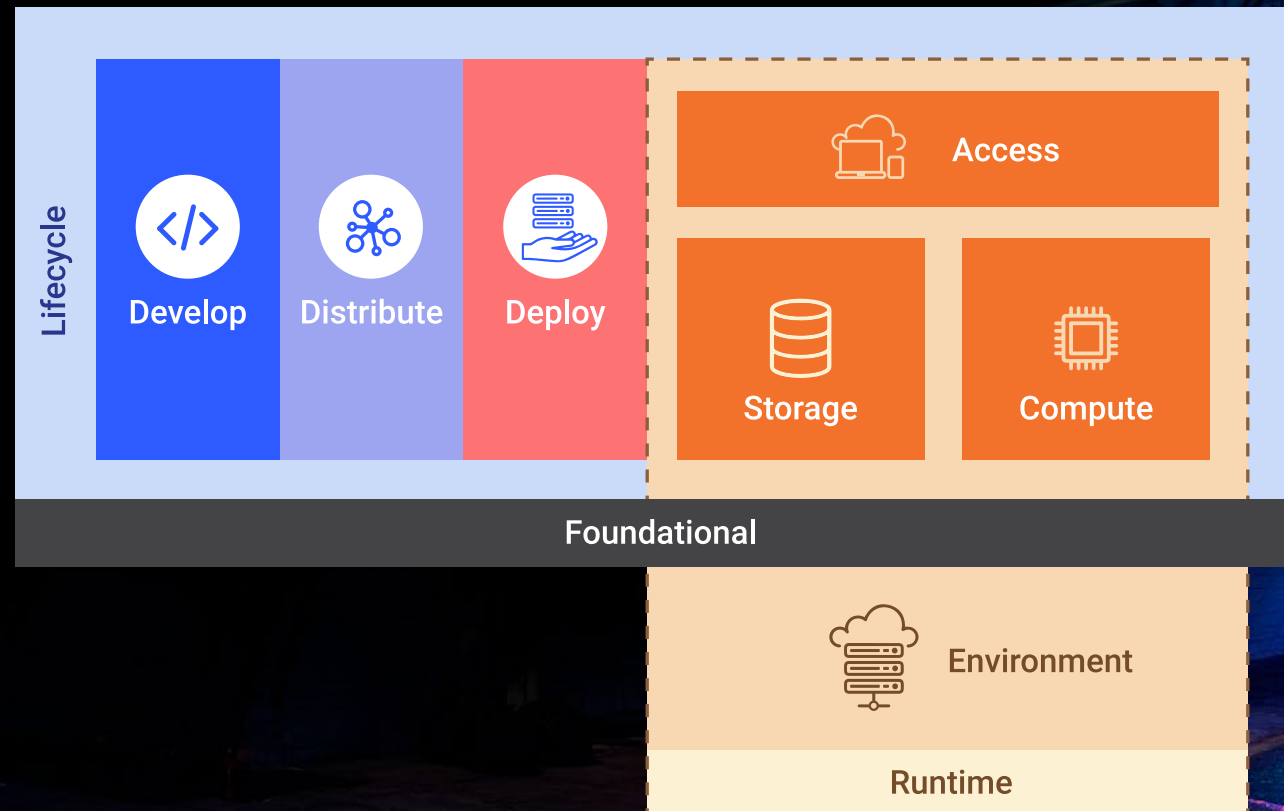 Lifecycle
Develop
Distribute
Deploy
Access
Storage
Compute
Foundational
Environment
Runtime